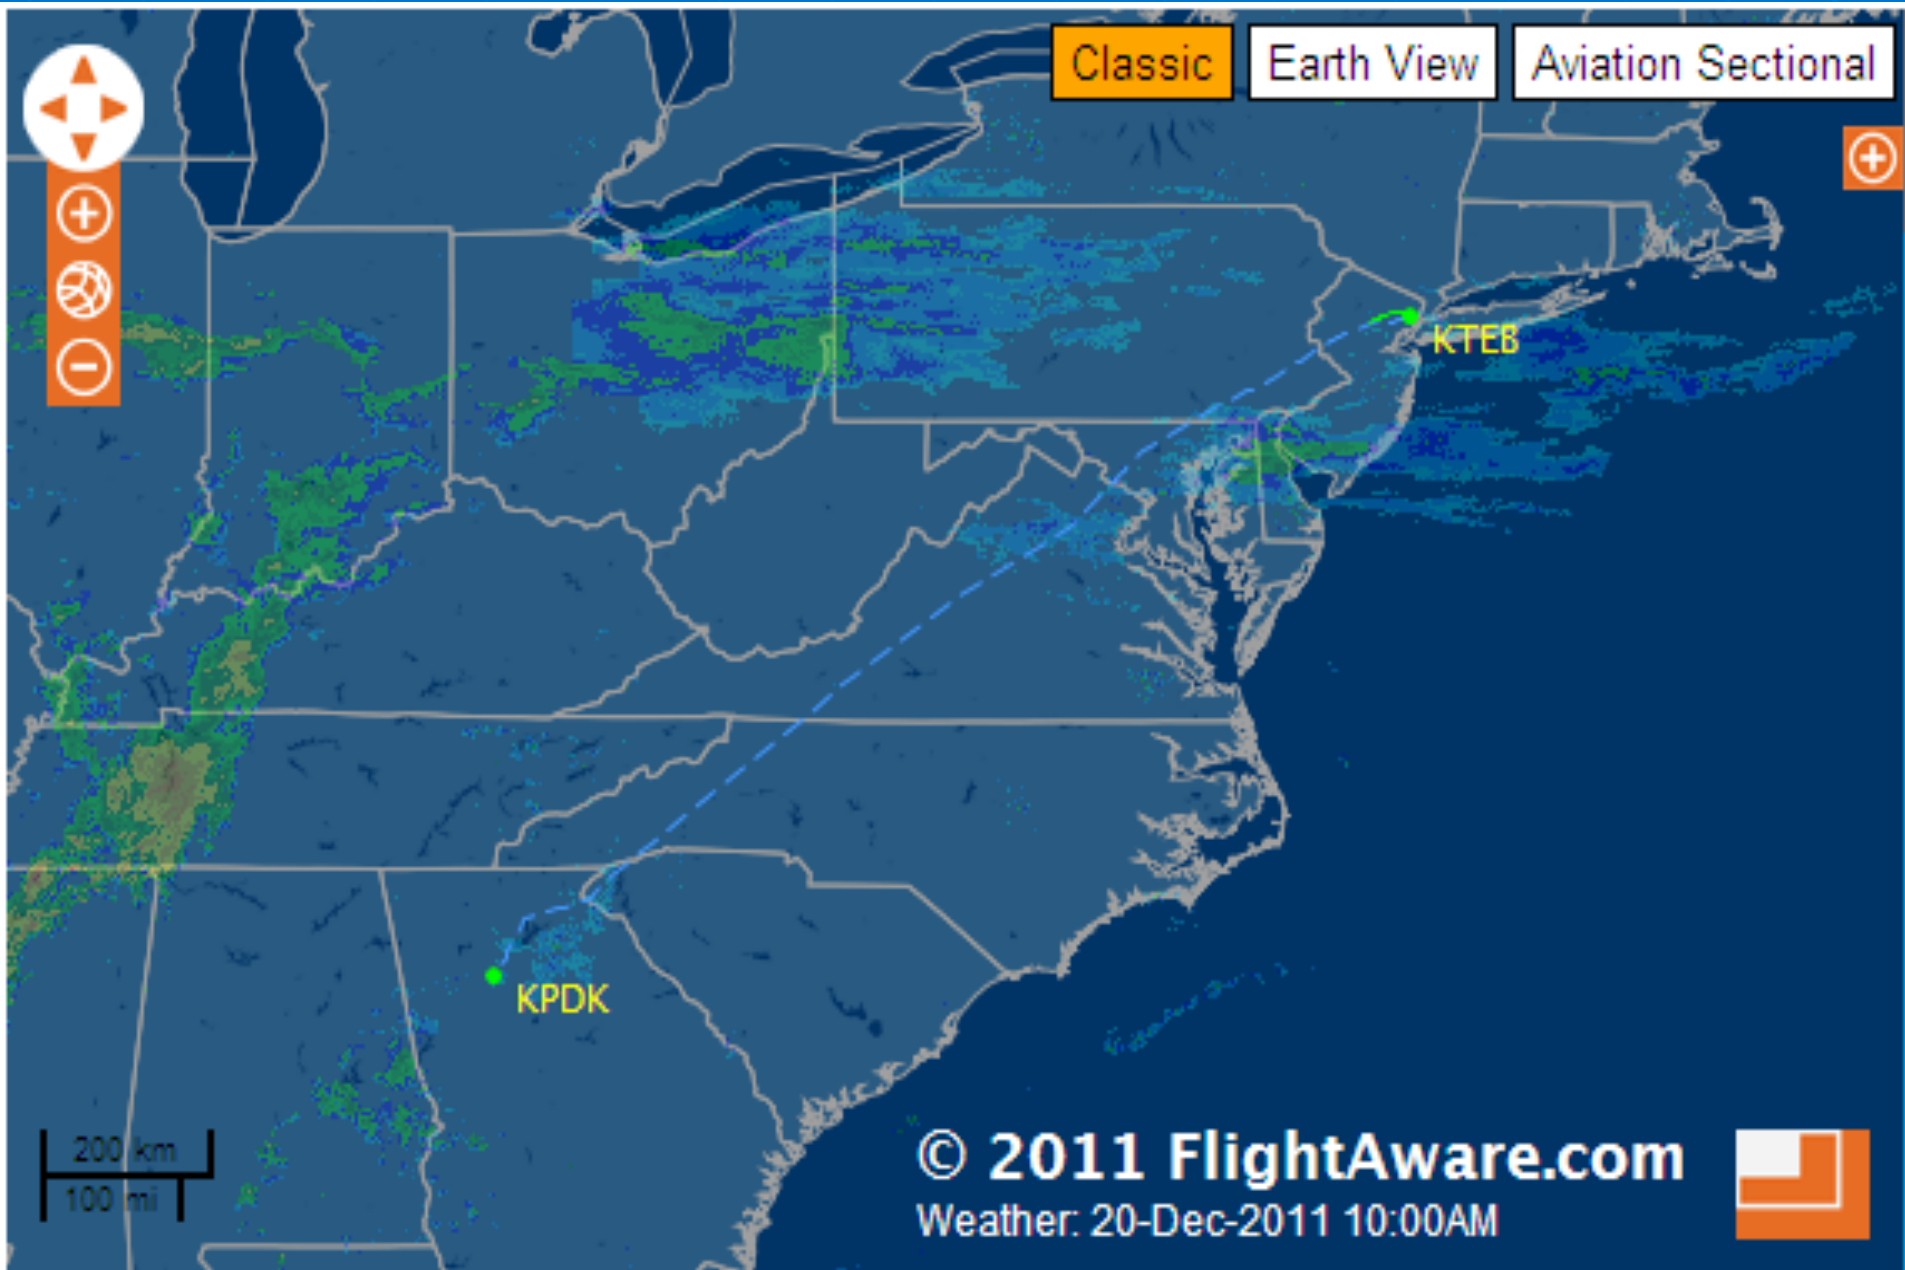 Classic
Earth View
Aviation Sectional
KTEB
KPDK
200 km
100 mi
© 2011 FlightAware.com
Weather: 20-Dec-2011 10:00AM